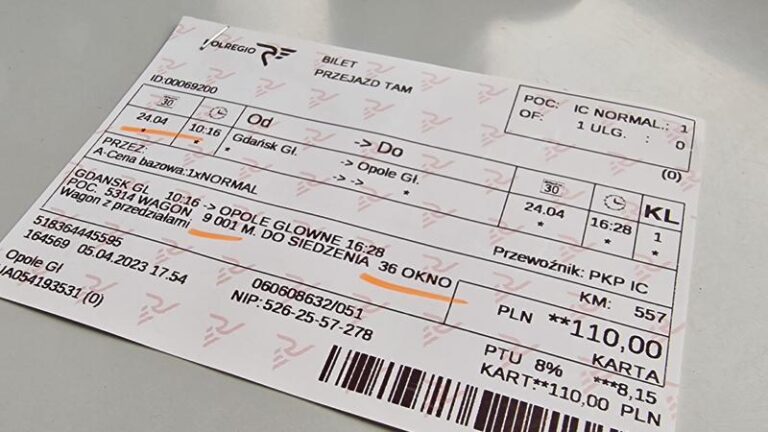 POLREGIO
BILET
PRZEJAZD TAM
ID:00069200
POC: IC NORMAL.: 1
OF: 1 ULG. : 0
(0)
30
24.04
*
10:16
*
Od -> Do
Gdańsk Gł. -> Opole Gł.
* ->-> *
30
24.04
*
16:28
*
KL
1
*
PRZEZ:
A-Cena bazowa:1xNORMAL
GDANSK GL 10:16 -> OPOLE GLOWNE 16:28
Przewoźnik: PKP IC
POC. 5314 WAGON 9 001 M. DO SIEDZENIA 36 OKNO
Wagon z przedziałami
KM: 557
518364445595
164569 05.04.2023 17.54
PLN **110,00
KARTA
Opole Gł
IA054193531 (0)
060608632/051
NIP: 526-25-57-278
PTU 8% ***8,15
KART:**110,00 PLN